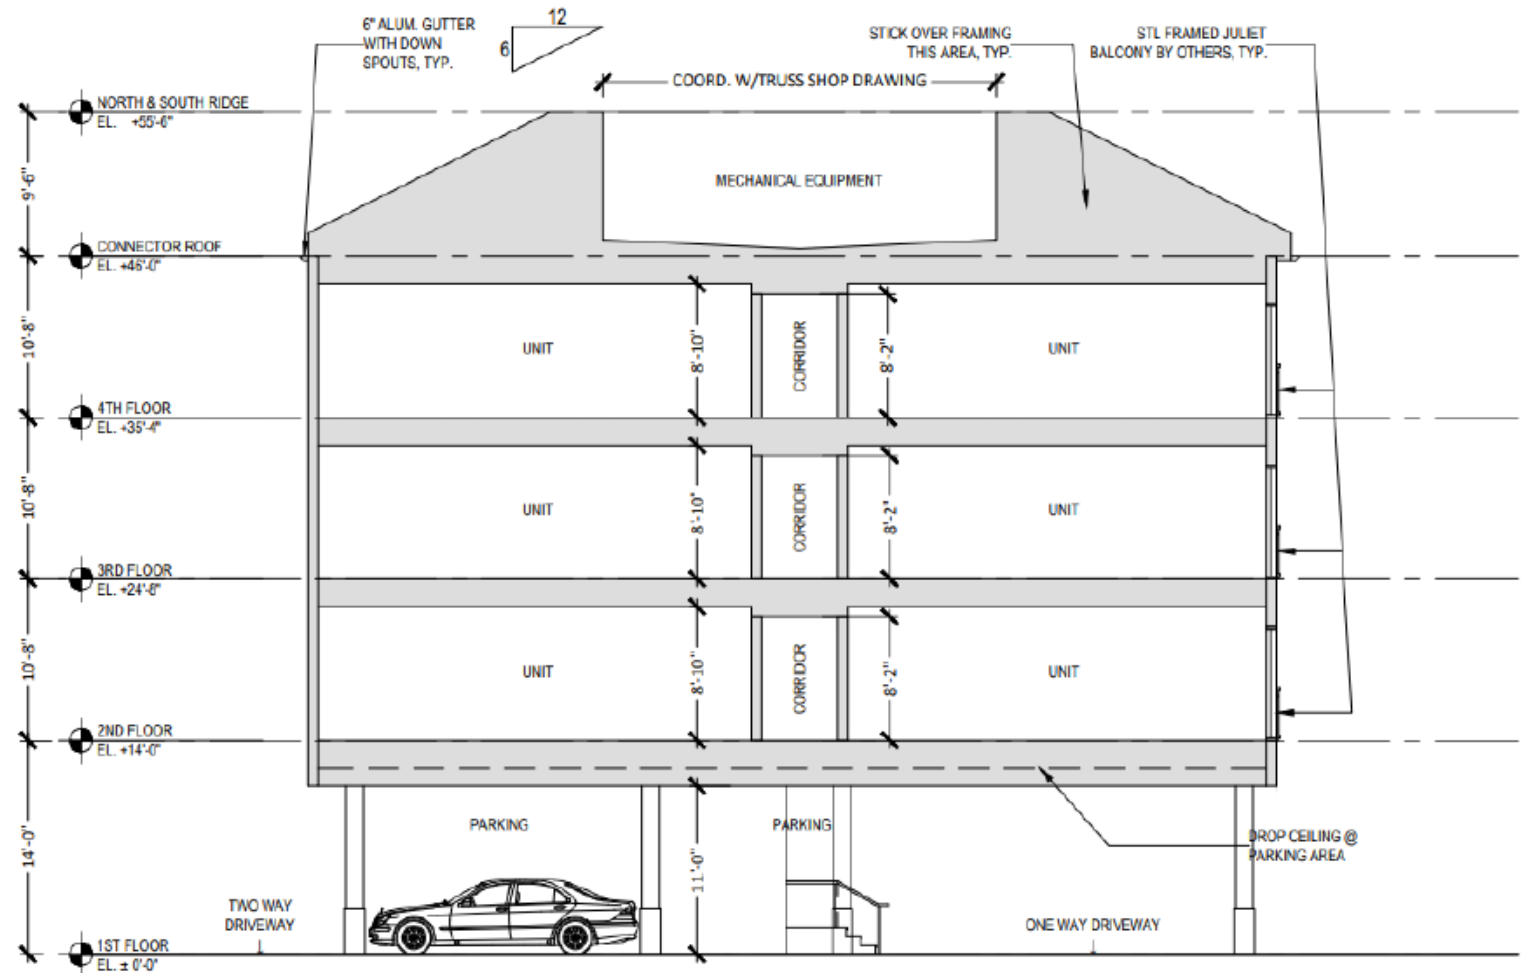 6" ALUM. GUTTER
WITH DOWN
SPOUTS, TYP.
12
6
STICK OVER FRAMING
THIS AREA, TYP.
STL FRAMED JULIET
BALCONY BY OTHERS, TYP.
COORD. W/TRUSS SHOP DRAWING
NORTH & SOUTH RIDGE
EL. +55'-6"
9'-6"
MECHANICAL EQUIPMENT
CONNECTOR ROOF
EL. +46'-0"
10'-8"
UNIT
8'-10"
CORRIDOR
8'-2"
UNIT
4TH FLOOR
EL. +35'-4"
10'-8"
UNIT
8'-10"
CORRIDOR
8'-2"
UNIT
3RD FLOOR
EL. +24'-8"
10'-8"
UNIT
8'-10"
CORRIDOR
8'-2"
UNIT
2ND FLOOR
EL. +14'-0"
14'-0"
PARKING
PARKING
11'-0"
DROP CEILING @
PARKING AREA
TWO WAY
DRIVEWAY
ONE WAY DRIVEWAY
1ST FLOOR
EL. ± 0'-0"